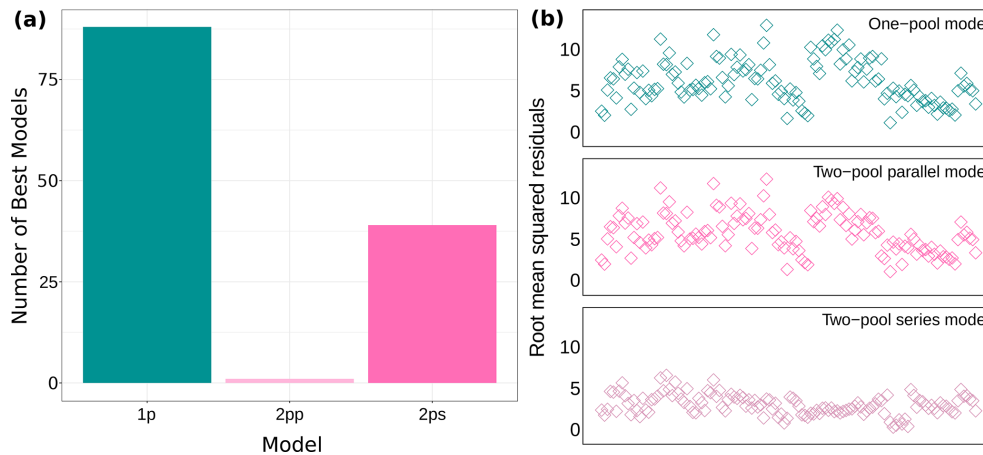 (a)
Number of Best Models
75
50
25
0
1p
2pp
2ps
Model
(b)
Root mean squared residuals
One−pool mode
10
5
0
Two−pool parallel mode
10
5
0
Two−pool series mode
10
5
0